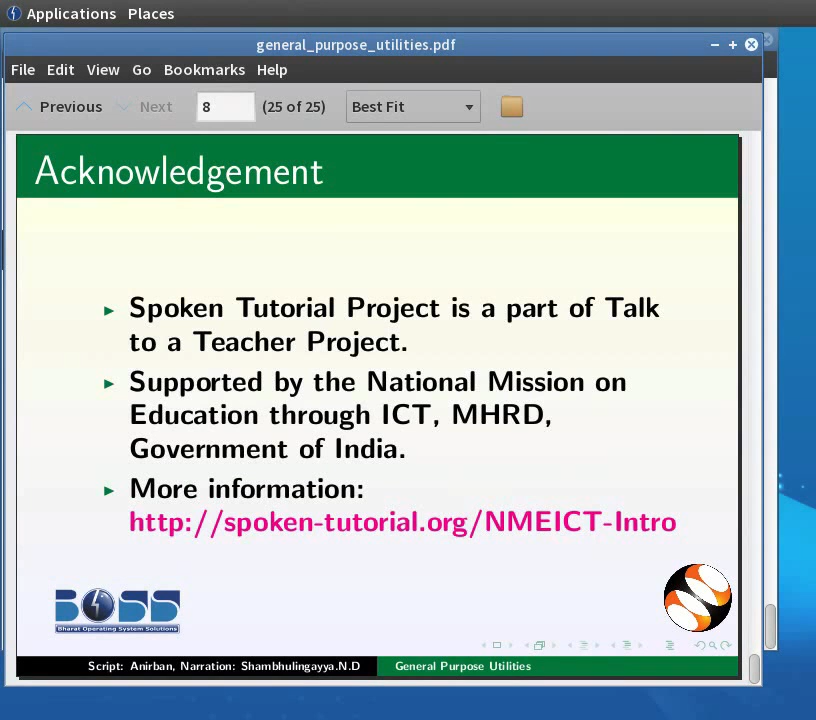 Applications Places
general_purpose_utilities.pdf
File Edit View Go Bookmarks Help
Previous Next 8 (25 of 25) Best Fit
Acknowledgement
Spoken Tutorial Project is a part of Talk
to a Teacher Project.
Supported by the National Mission on
Education through ICT, MHRD,
Government of India.
More information:
http://spoken-tutorial.org/NMEICT-Intro
BOSS
Bharat Operating System Solutions
Script: Anirban, Narration: Shambhulingayya.N.D General Purpose Utilities